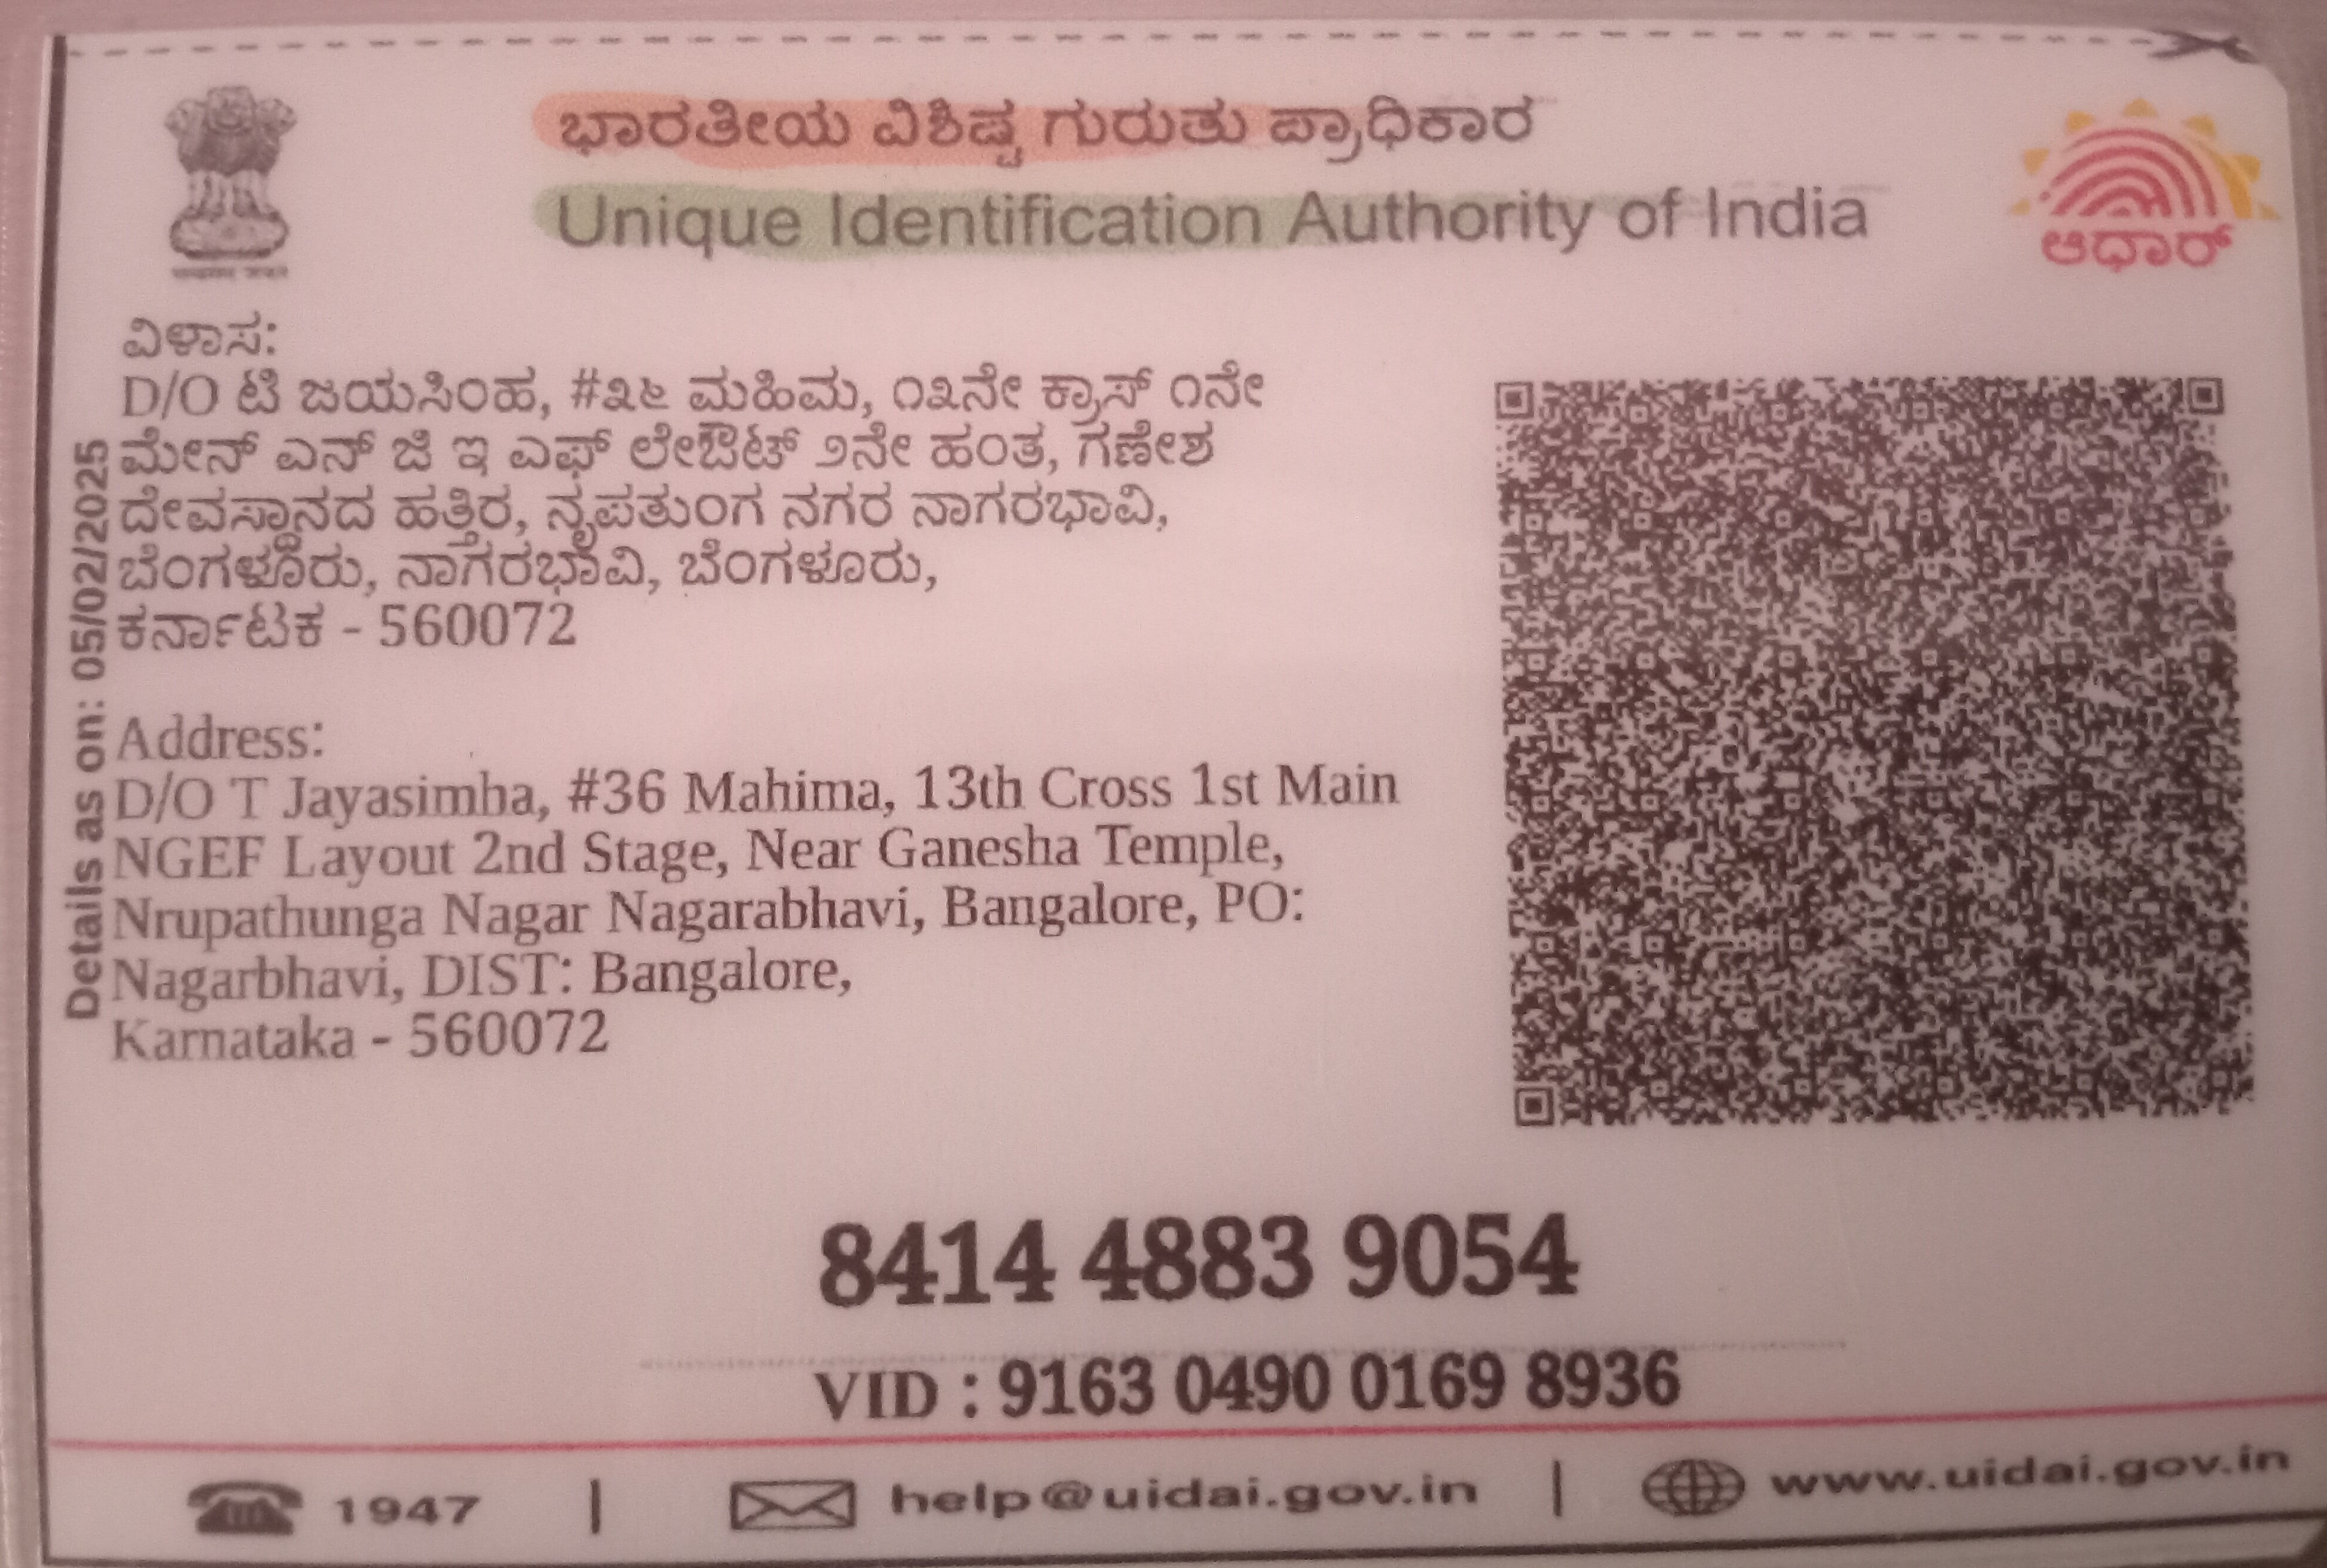 ಭಾರತೀಯ ವಿಶಿಷ್ಟ ಗುರುತು ಪ್ರಾಧಿಕಾರ
Unique Identification Authority of India
ಆಧಾರ್
Details as on: 05/02/2025
ವಿಳಾಸ:
D/O ಟಿ ಜಯಸಿಂಹ, #೩೬ ಮಹಿಮ, ೧೩ನೇ ಕ್ರಾಸ್ ೧ನೇ
ಮೇನ್ ಎನ್ ಜಿ ಇ ಎಫ್ ಲೇಔಟ್ ೨ನೇ ಹಂತ, ಗಣೇಶ
ದೇವಸ್ಥಾನದ ಹತ್ತಿರ, ನೃಪತುಂಗ ನಗರ ನಾಗರಭಾವಿ,
ಬೆಂಗಳೂರು, ನಾಗರಭಾವಿ, ಬೆಂಗಳೂರು,
ಕರ್ನಾಟಕ - 560072
Address:
D/O T Jayasimha, #36 Mahima, 13th Cross 1st Main
NGEF Layout 2nd Stage, Near Ganesha Temple,
Nrupathunga Nagar Nagarabhavi, Bangalore, PO:
Nagarbhavi, DIST: Bangalore,
Karnataka - 560072
8414 4883 9054
VID : 9163 0490 0169 8936
1947 | help@uidai.gov.in | www.uidai.gov.in